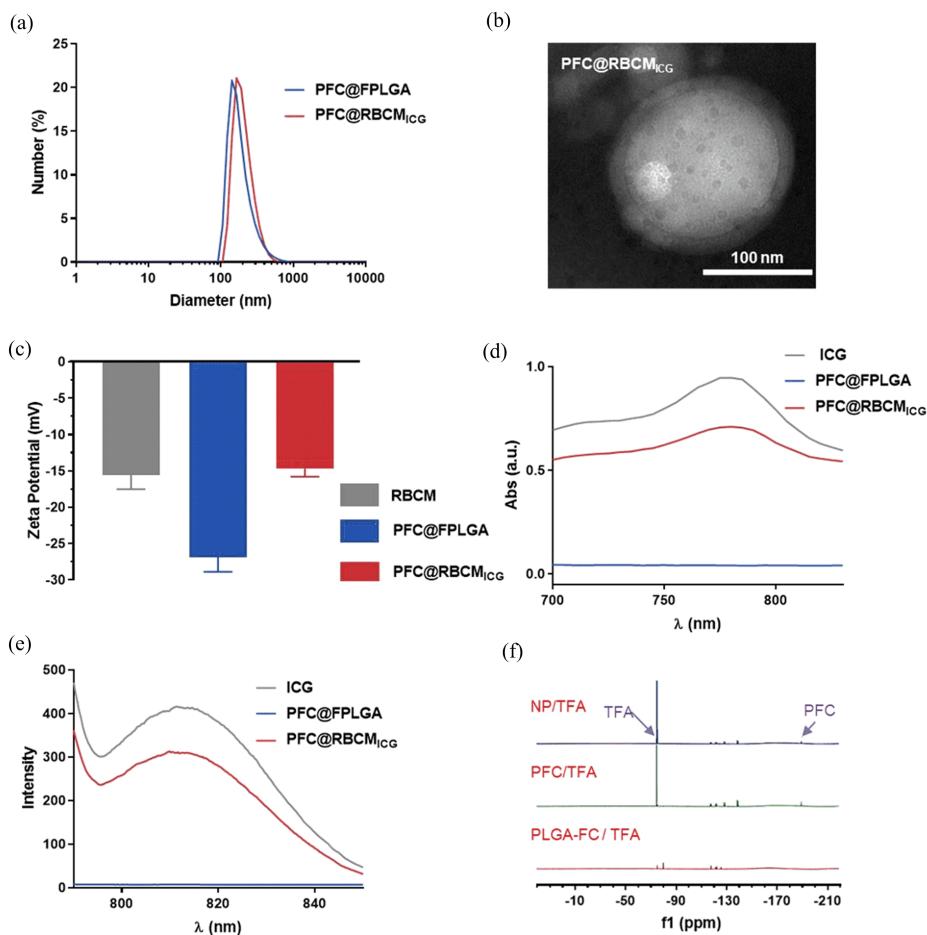 (a)
25
20
15
10
5
0
Number (%)
PFC@FPLGA
PFC@RBCMICG
1
10
100
1000
10000
Diameter (nm)
(b)
PFC@RBCMICG
100 nm
(c)
0
-5
-10
-15
-20
-25
-30
Zeta Potential (mV)
RBCM
PFC@FPLGA
PFC@RBCMICG
(d)
1.0
0.5
0.0
Abs (a.u.)
ICG
PFC@FPLGA
PFC@RBCMICG
700
750
800
λ (nm)
(e)
500
400
300
200
100
0
Intensity
ICG
PFC@FPLGA
PFC@RBCMICG
800
820
840
λ (nm)
(f)
NP/TFA
TFA
PFC
PFC/TFA
PLGA-FC / TFA
-10
-50
-90
-130
-170
-210
f1 (ppm)